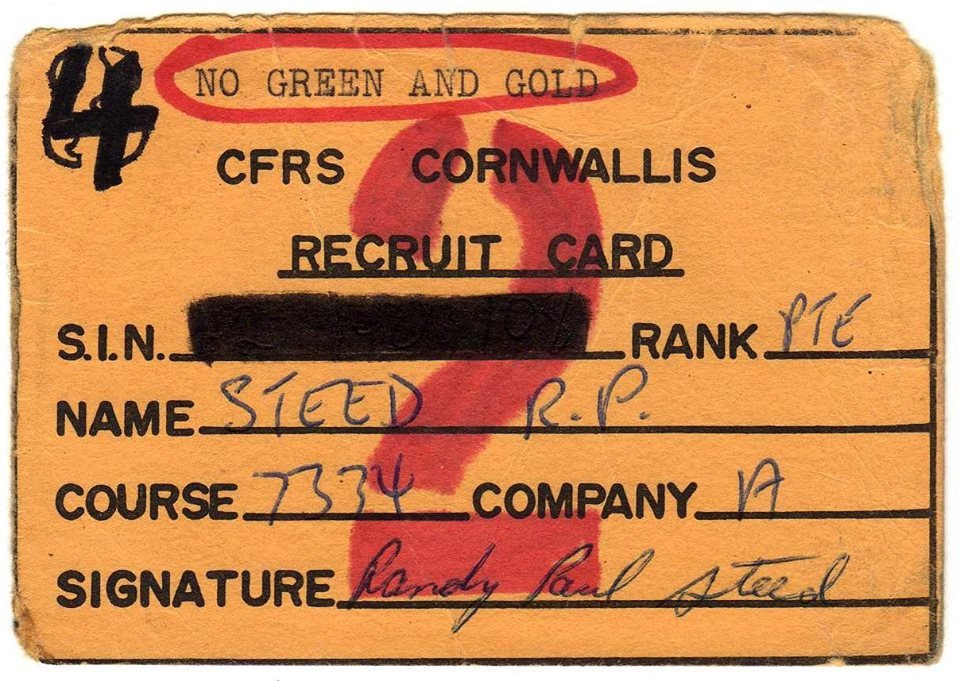 4 NO GREEN AND GOLD
CFRS CORNWALLIS
RECRUIT CARD
S.I.N. RANK PTE
NAME STEED R.P.
COURSE 7334 COMPANY A
SIGNATURE Randy Paul Steed
2